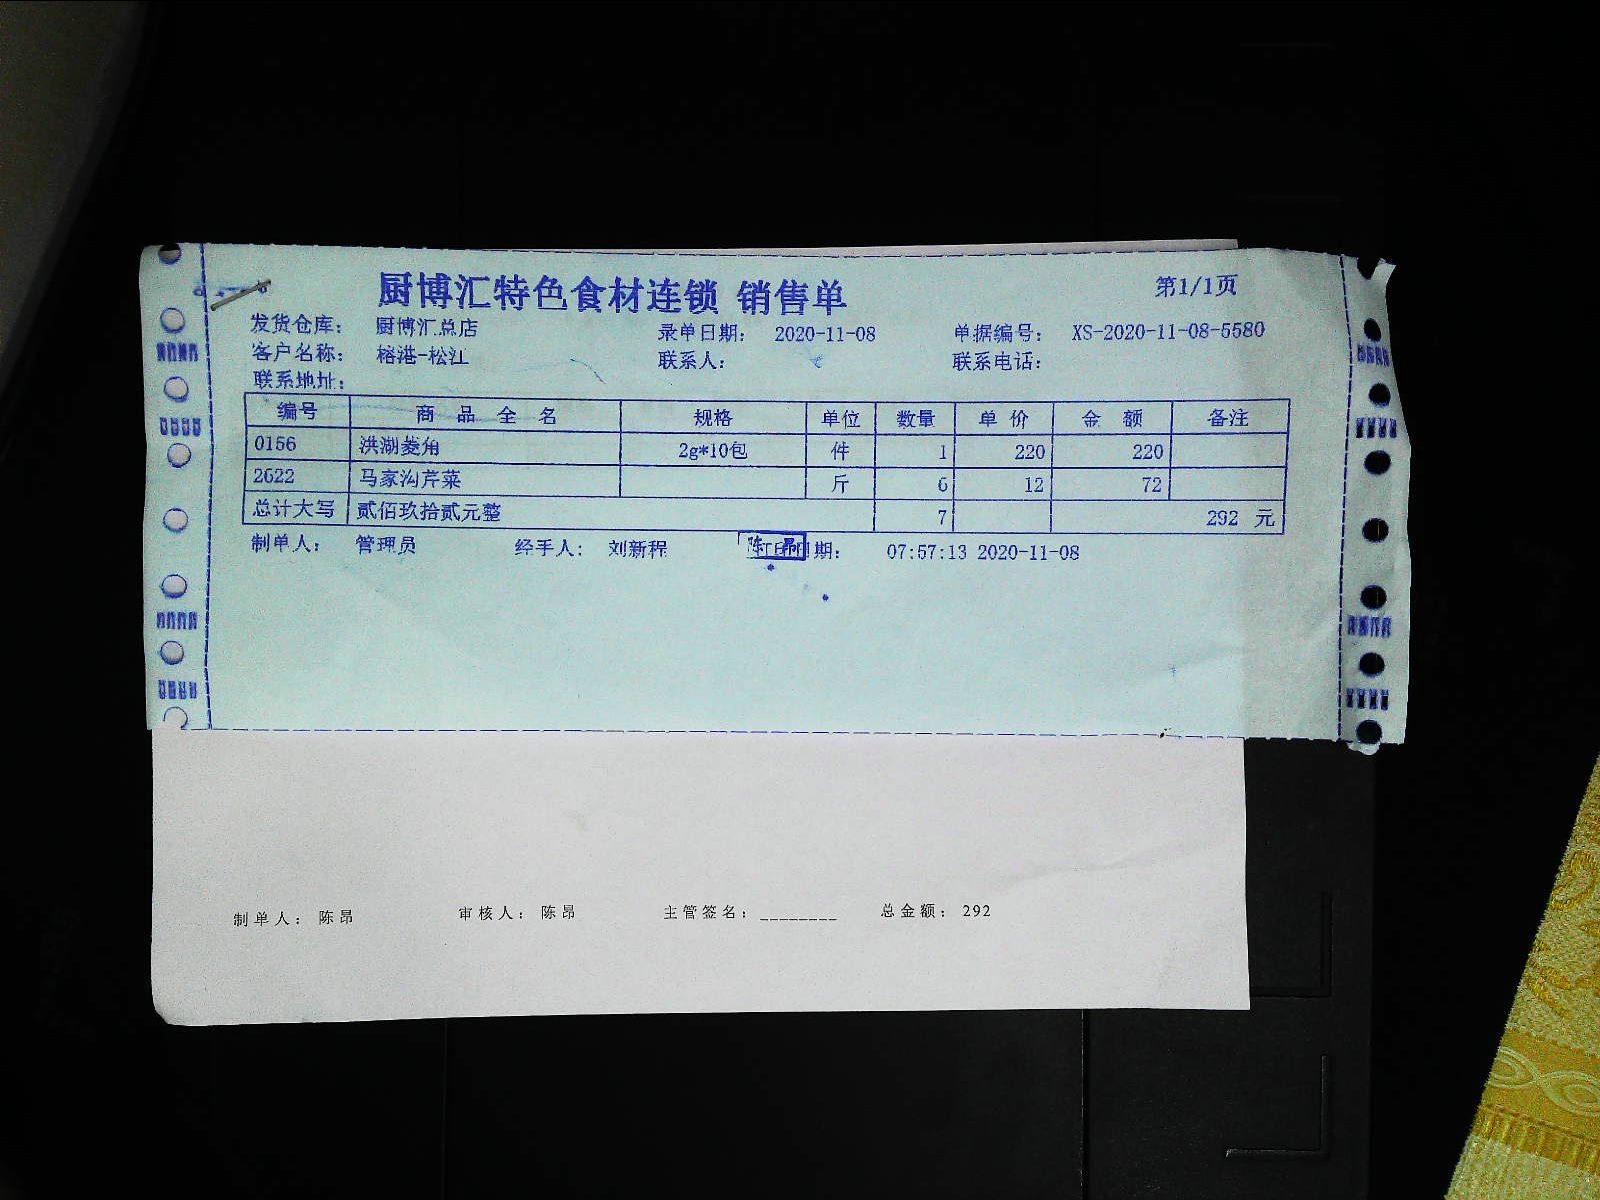 厨博汇特色食材连锁 销售单 第1/1页
发货仓库： 厨博汇总店 录单日期： 2020-11-08 单据编号： XS-2020-11-08-5580
客户名称： 榕港-松江 联系人： 联系电话：
联系地址：
编号 商品全名 规格 单位 数量 单价 金额 备注
0156 洪湖菱角 2g*10包 件 1 220 220
2622 马家沟芹菜 斤 6 12 72
总计大写 贰佰玖拾贰元整 7 292 元
制单人： 管理员 经手人： 刘新程 陈昂 期： 07:57:13 2020-11-08
制单人： 陈昂 审核人： 陈昂 主管签名：________ 总金额： 292